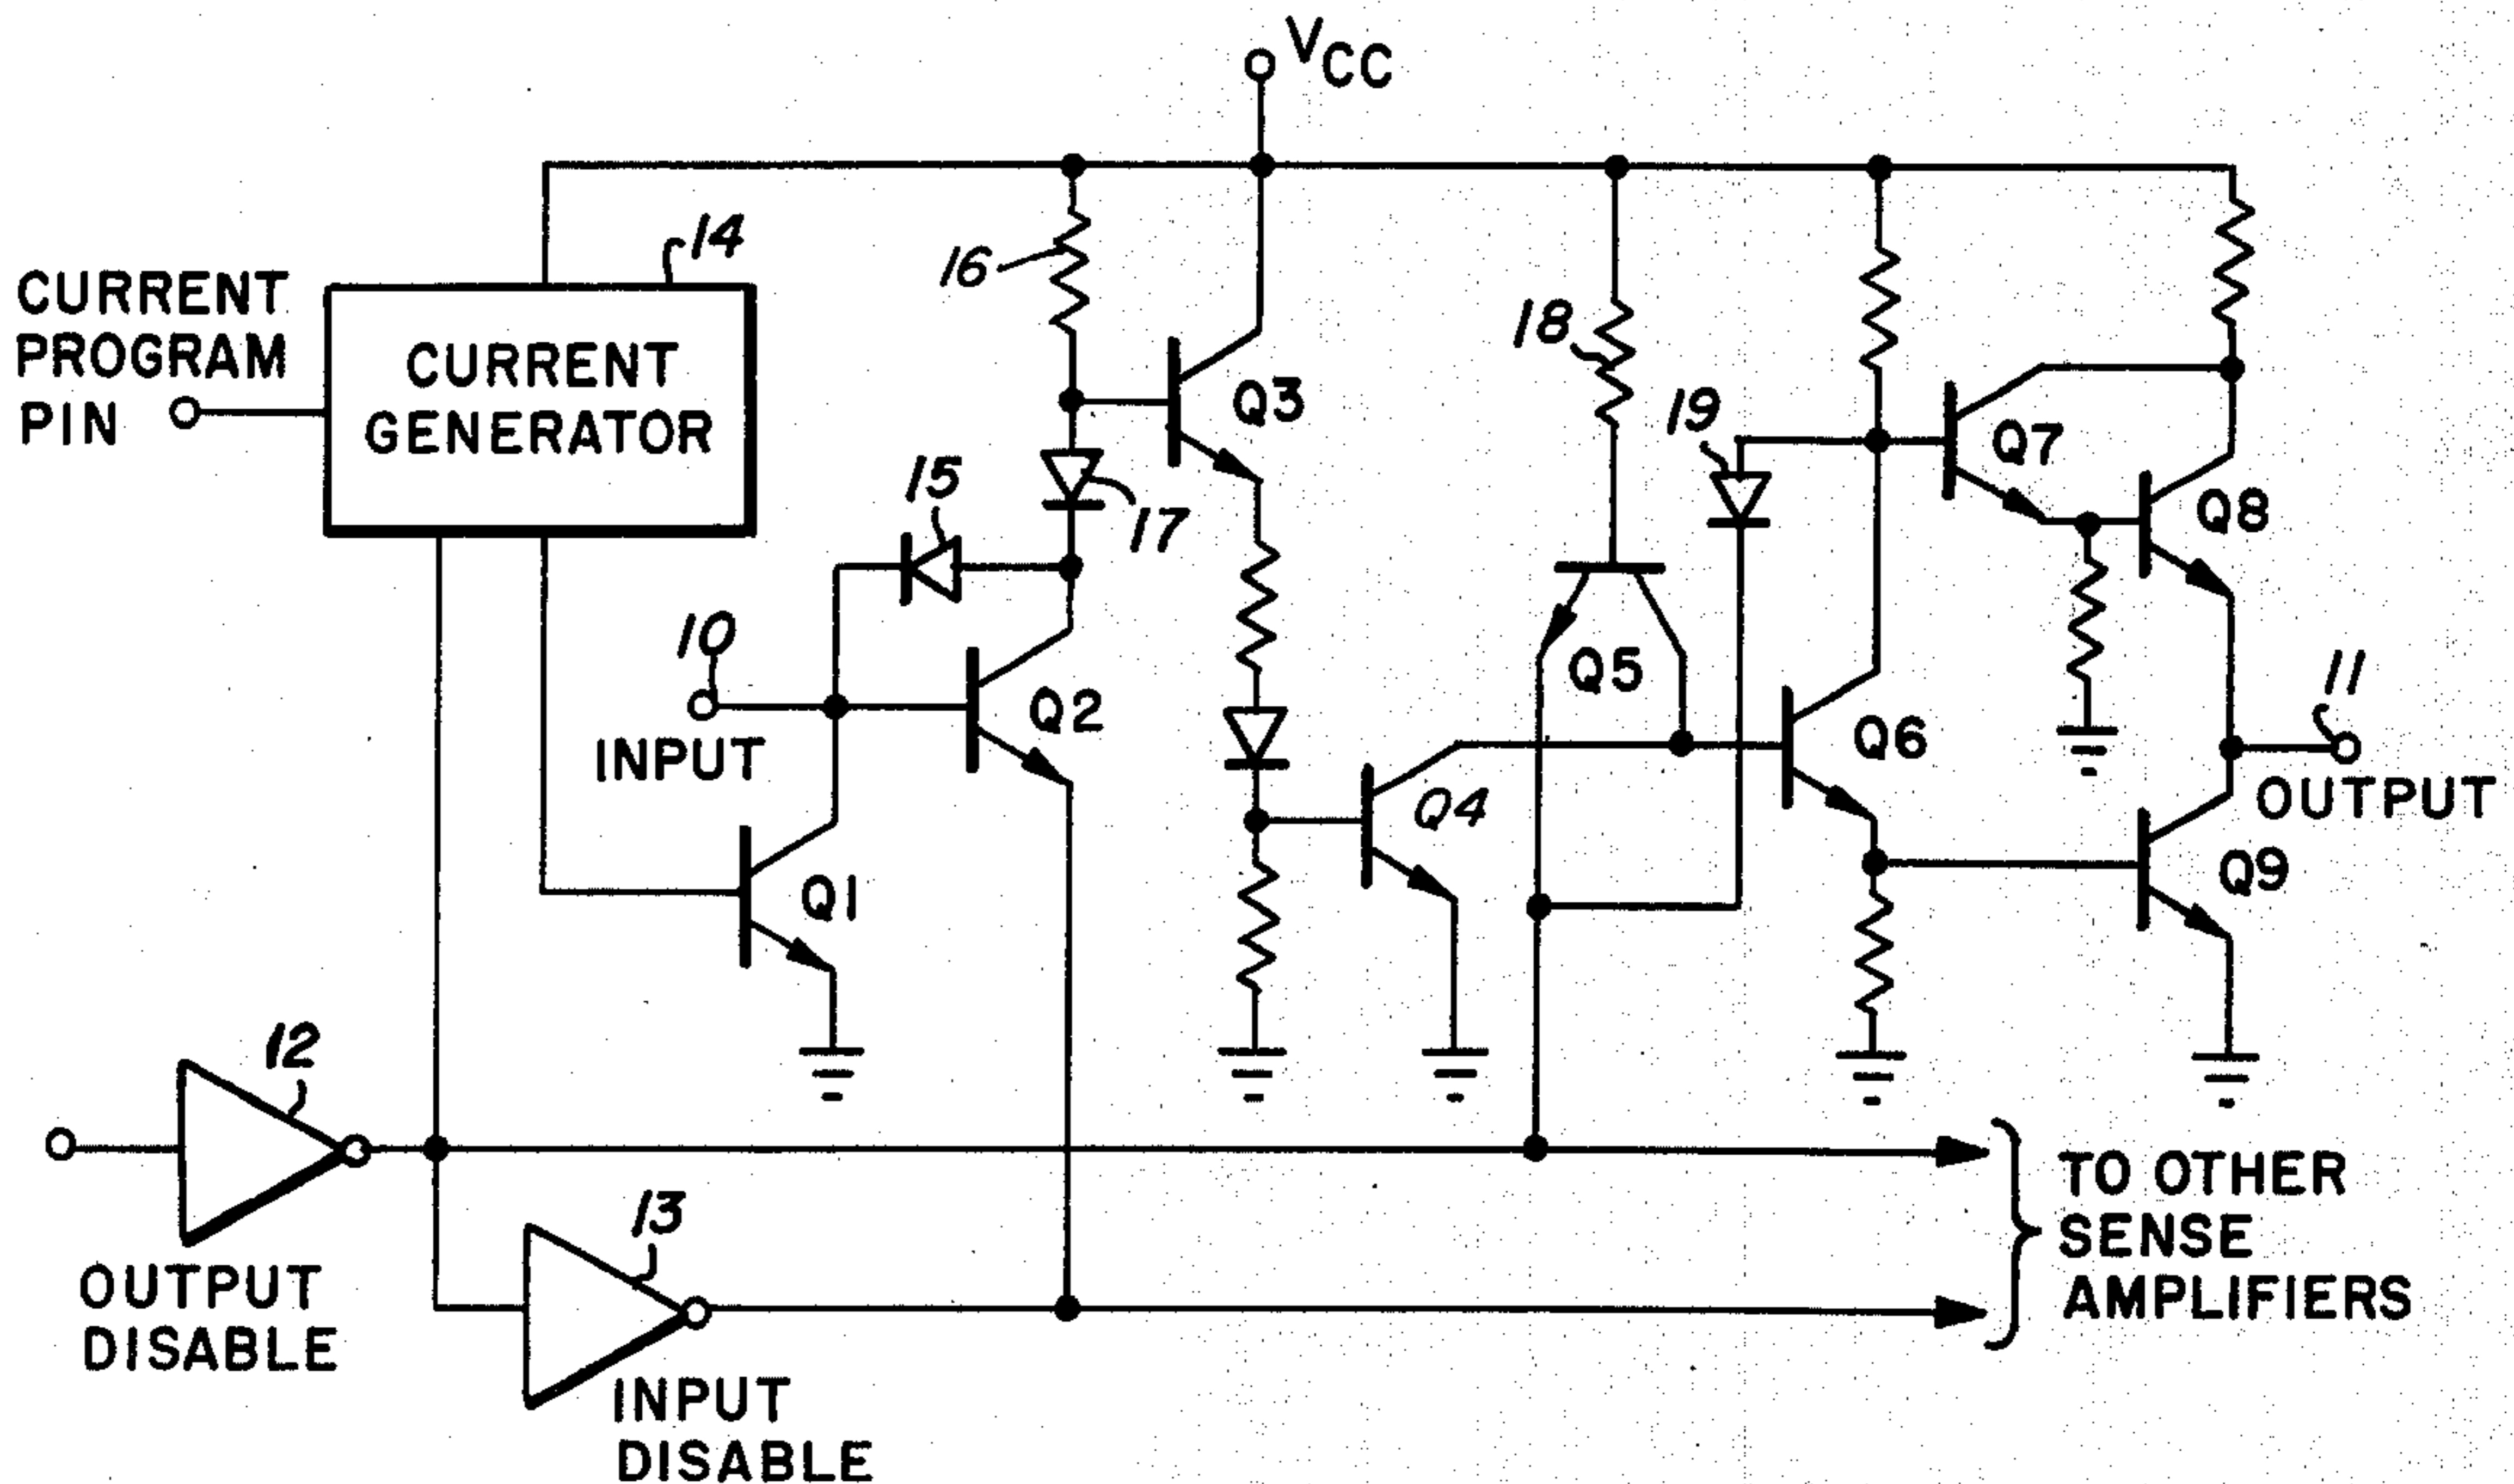 VCC
14
16
CURRENT
PROGRAM
PIN
CURRENT
GENERATOR
18
Q3
19
Q7
15
17
Q8
10
INPUT
Q2
Q5
Q6
11
OUTPUT
Q4
Q1
Q9
12
OUTPUT
DISABLE
13
INPUT
DISABLE
TO OTHER
SENSE
AMPLIFIERS